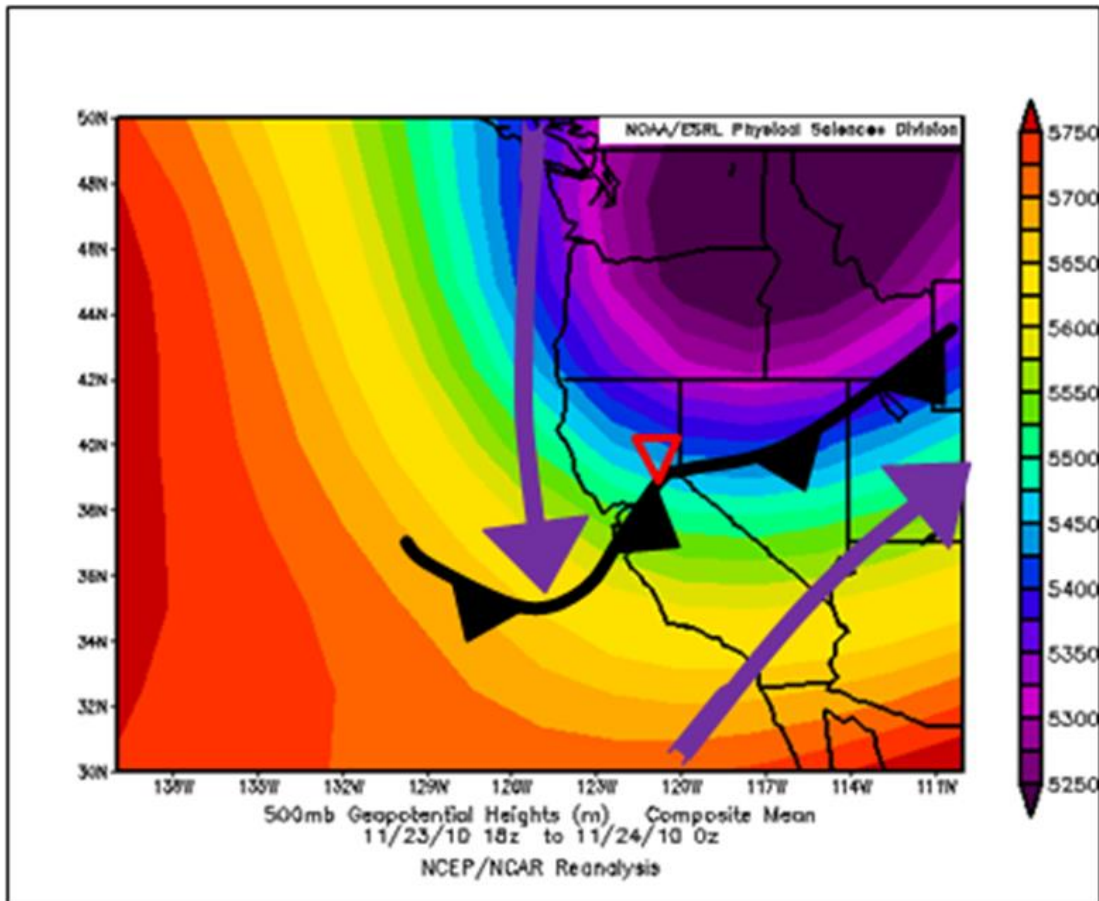 50N
NOAA/ESRL Physical Sciences Division
5750
48N
5700
46N
5650
44N
5600
42N
5550
40N
5500
38N
5450
36N
5400
34N
5350
32N
5300
30N
5250
138W 135W 132W 129W 126W 123W 120W 117W 114W 111W
500mb Geopotential Heights (m) Composite Mean
11/23/10 18z to 11/24/10 0z
NCEP/NCAR Reanalysis